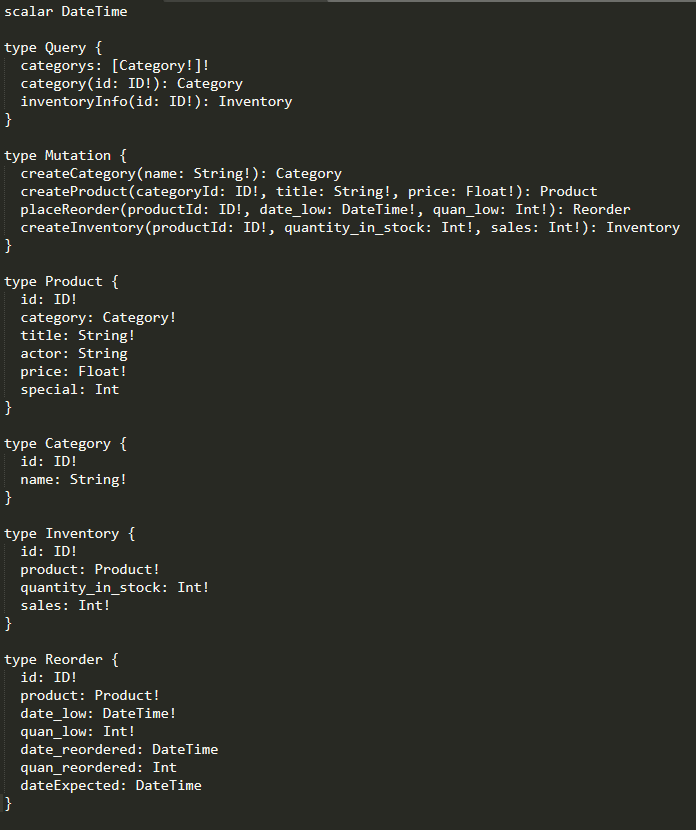 scalar DateTime
type Query {
categorys: [Category!]!
category(id: ID!): Category
inventoryInfo(id: ID!): Inventory
}
type Mutation {
createCategory(name: String!): Category
createProduct(categoryId: ID!, title: String!, price: Float!): Product
placeReorder(productId: ID!, date_low: DateTime!, quan_low: Int!): Reorder
createInventory(productId: ID!, quantity_in_stock: Int!, sales: Int!): Inventory
}
type Product {
id: ID!
category: Category!
title: String!
actor: String
price: Float!
special: Int
}
type Category {
id: ID!
name: String!
}
type Inventory {
id: ID!
product: Product!
quantity_in_stock: Int!
sales: Int!
}
type Reorder {
id: ID!
product: Product!
date_low: DateTime!
quan_low: Int!
date_reordered: DateTime
quan_reordered: Int
dateExpected: DateTime
}